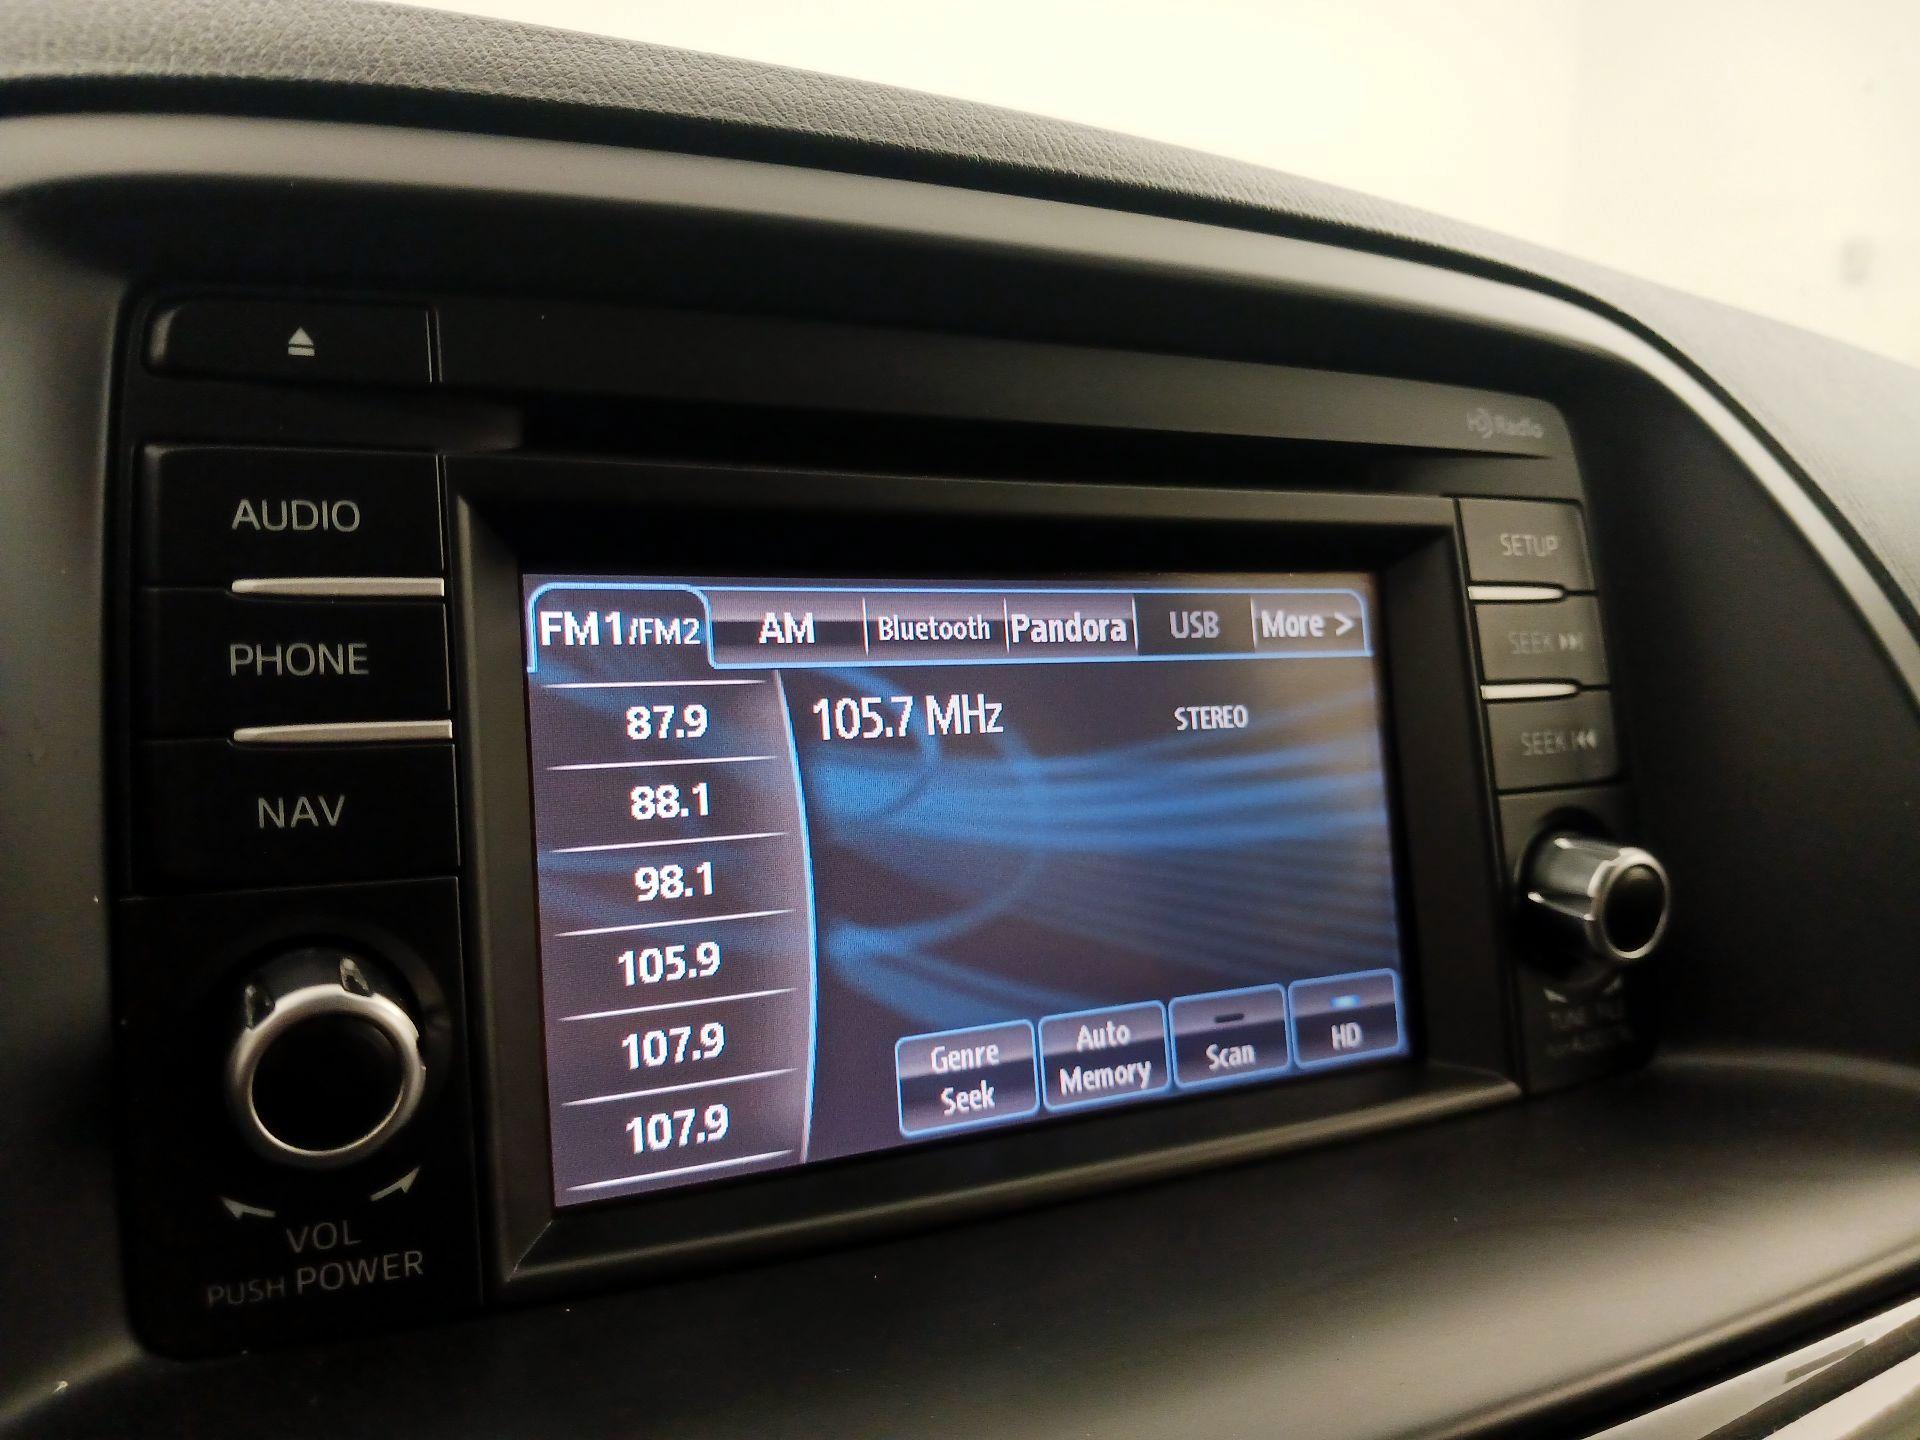 HD Radio
AUDIO
PHONE
NAV
VOL
PUSH POWER
FM1/FM2 AM Bluetooth Pandora USB More >
87.9
88.1
98.1
105.9
107.9
107.9
105.7 MHz STEREO
Genre Seek
Auto Memory
Scan
HD
SETUP
SEEK
SEEK
TUNE